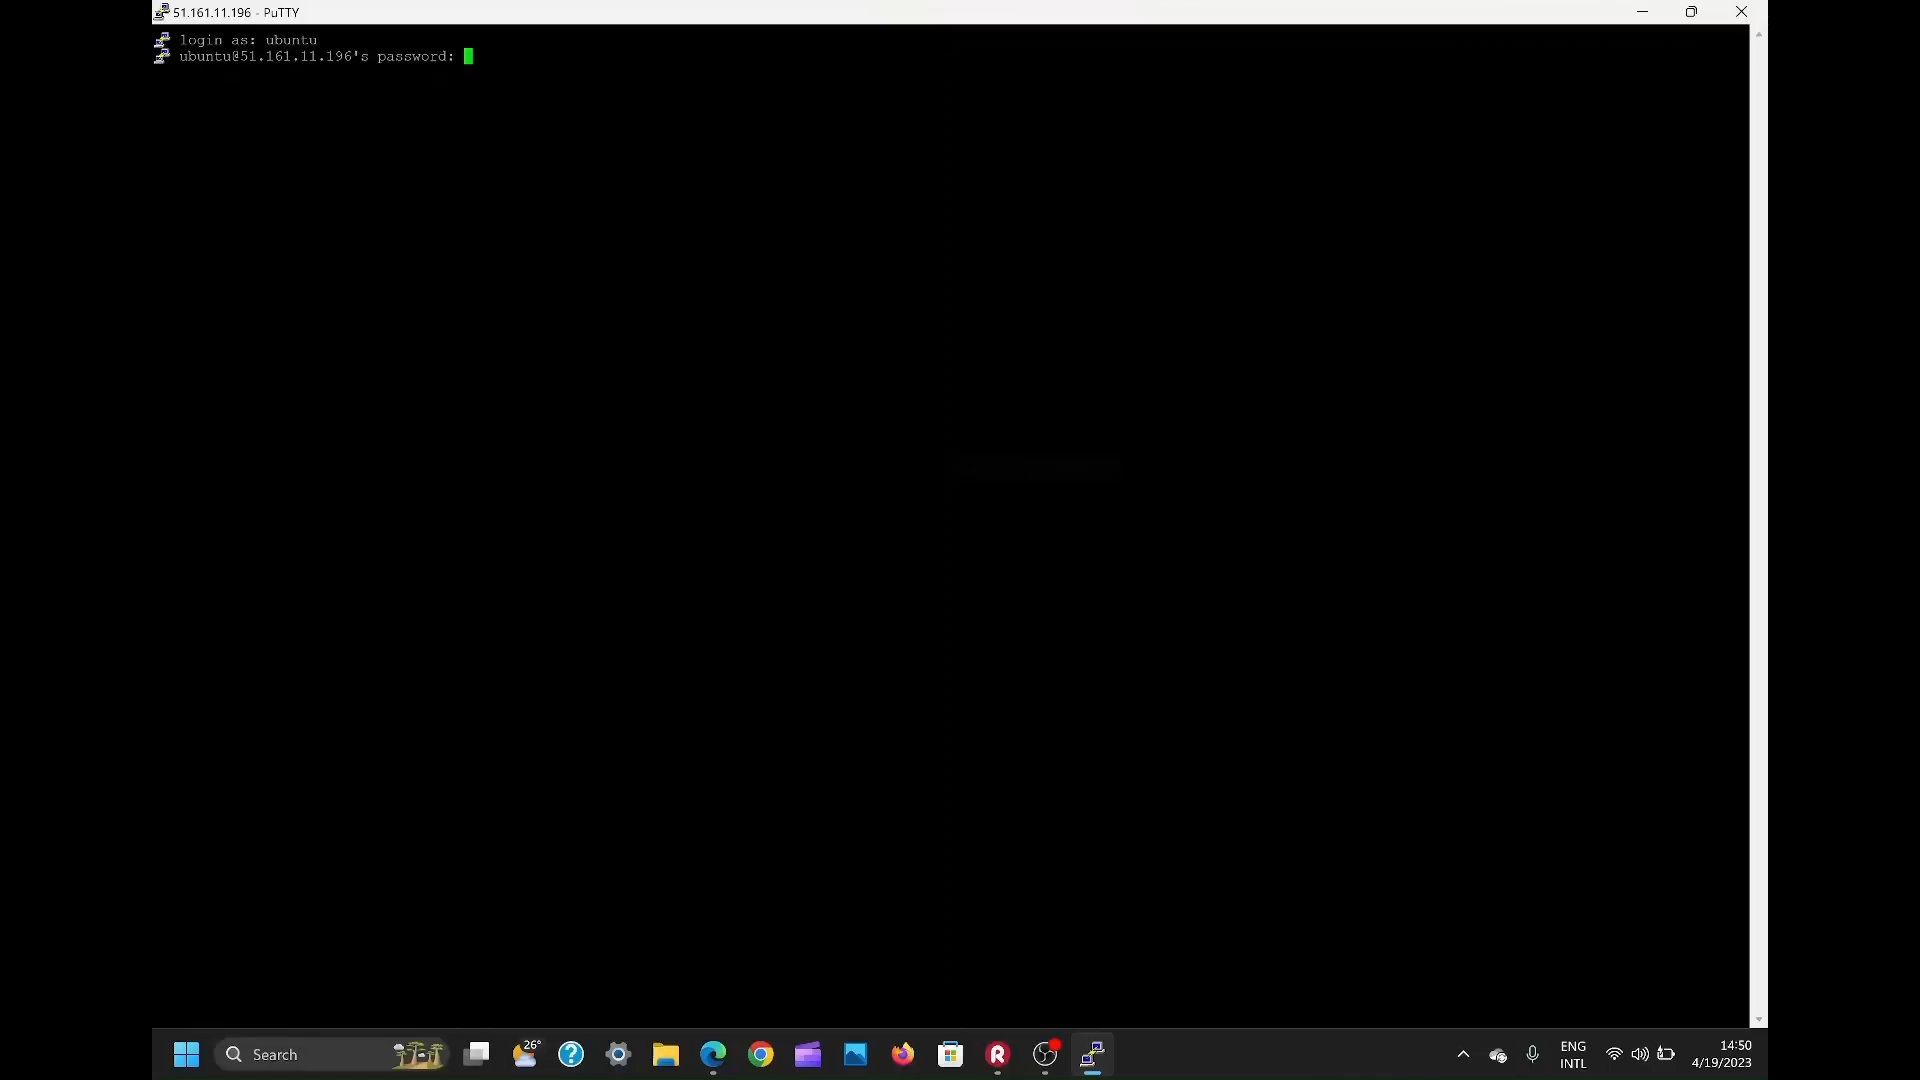 51.161.11.196 - PuTTY
login as: ubuntu
ubuntu@51.161.11.196's password:
Search
26°
ENG
INTL
14:50
4/19/2023